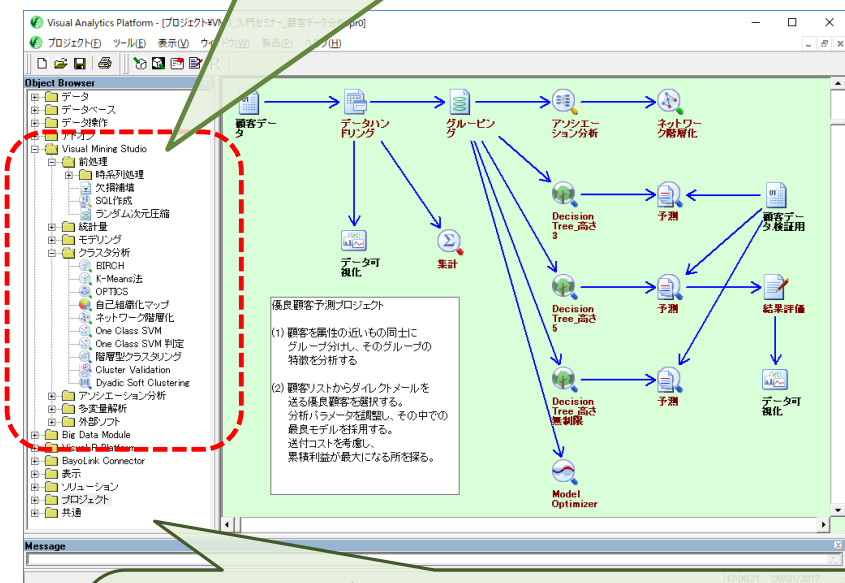 Visual Analytics Platform - [プロジェクト¥VM
入門セミナー_顧客データ分
pro]
プロジェクト(F) ツール(E) 表示(V) ウィ
(W) 製品(P)
(H)
Object Browser
データ
データベース
データ操作
アドオン
Visual Mining Studio
前処理
時系列処理
欠損補填
SQL作成
ランダム次元圧縮
統計量
モデリング
クラスタ分析
BIRCH
K-Means法
OPTICS
自己組織化マップ
ネットワーク階層化
One Class SVM
One Class SVM 判定
階層型クラスタリング
Cluster Validation
Dyadic Soft Clustering
アソシエーション分析
多変量解析
外部ソフト
Big Data Module
Visual R Platform
BayoLink Connector
表示
ソリューション
プロジェクト
共通
顧客デー
タ
データハン
ドリング
グルーピン
グ
アソシエー
ション分析
ネットワー
ク階層化
Decision
Tree_高さ
3
予測
顧客デー
タ_検証用
データ可
視化
集計
Decision
Tree_高さ
5
予測
結果評価
Decision
Tree_高さ
無制限
予測
データ可
視化
Model
Optimizer
優良顧客予測プロジェクト
(1) 顧客を属性の近いもの同士に
グループ分けし、そのグループの
特徴を分析する
(2) 顧客リストからダイレクトメールを
送る優良顧客を選択する。
分析パラメータを調整し、その中での
最良モデルを採用する。
送付コストを考慮し、
累積利益が最大になる所を探る。
Message
17:06:21 09/01/2017